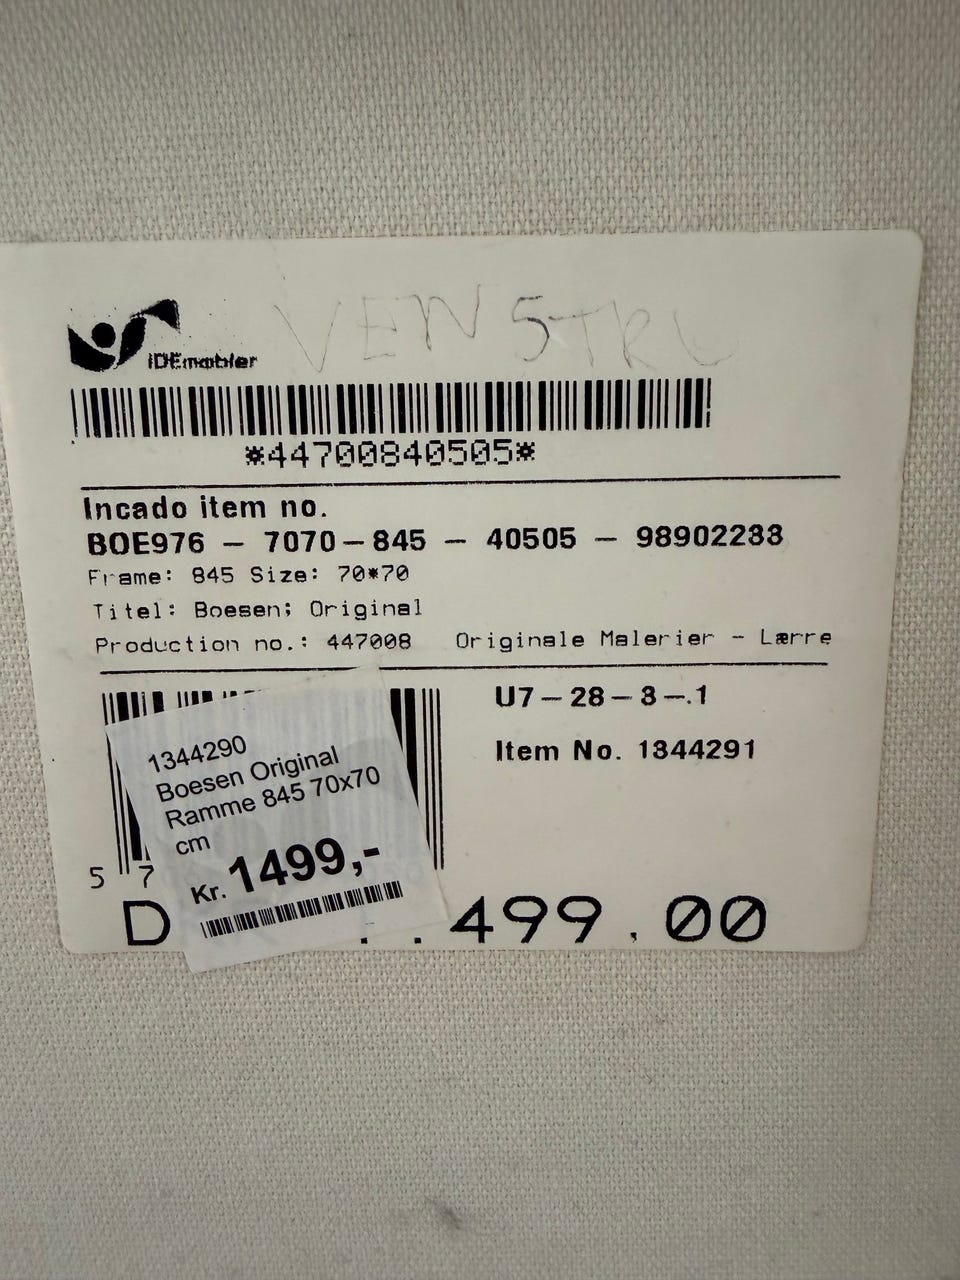 iDEmøbler
VENSTRU
*44700840505*
Incado item no.
BOE976 - 7070-845 - 40505 - 98902288
Frame: 845 Size: 70*70
Titel: Boesen; Original
Production no.: 447008 Originale Malerier - Lærre
U7-28-8-.1
Item No. 1344291
1344290
Boesen Original
Ramme 845 70x70
cm
Kr. 1499,-
5 7
D . .499.00